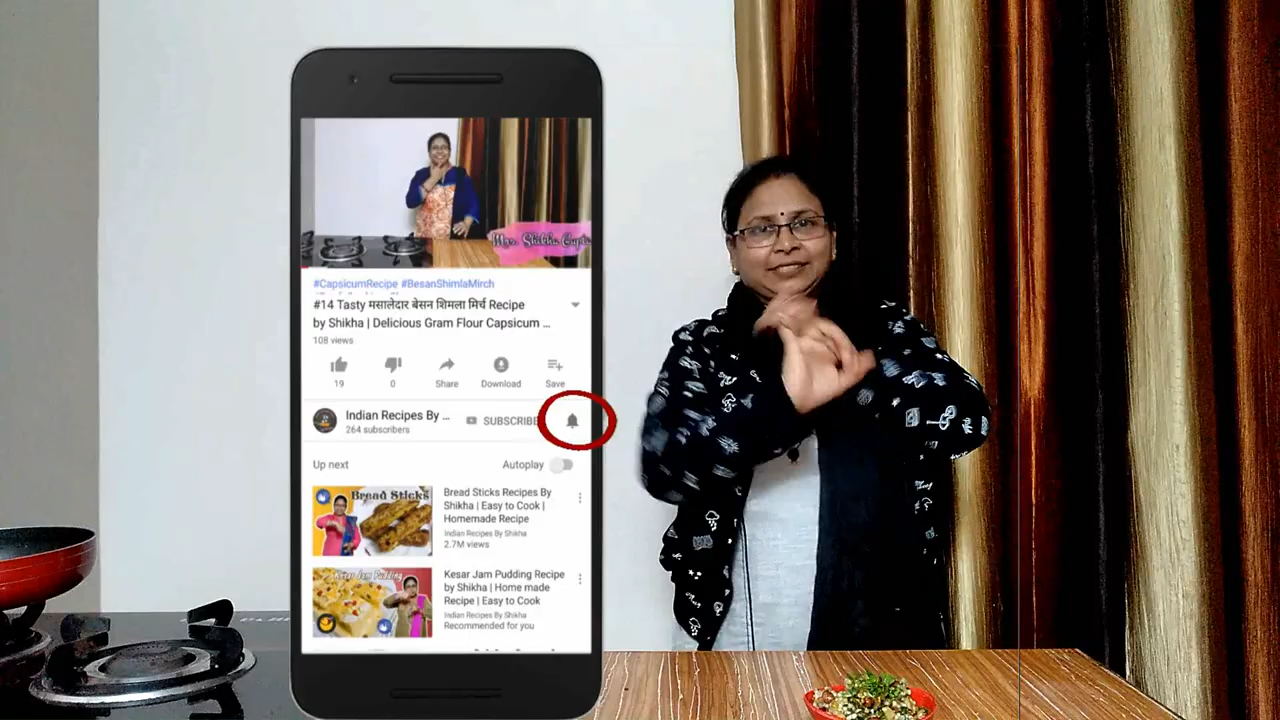 Mrs. Shikha Gupta
#CapsicumRecipe #BesanShimlaMirch
#14 Tasty मसालेदार बेसन शिमला मिर्च Recipe
by Shikha | Delicious Gram Flour Capsicum ...
108 views
19
0
Share
Download
Save
Indian Recipes By ...
SUBSCRIBE
264 subscribers
Up next
Autoplay
Bread Sticks
Bread Sticks Recipes By
Shikha | Easy to Cook |
Homemade Recipe
Indian Recipes By Shikha
2.7M views
Kesar Jam Pudding
Kesar Jam Pudding Recipe
by Shikha | Home made
Recipe | Easy to Cook
Indian Recipes By Shikha
Recommended for you